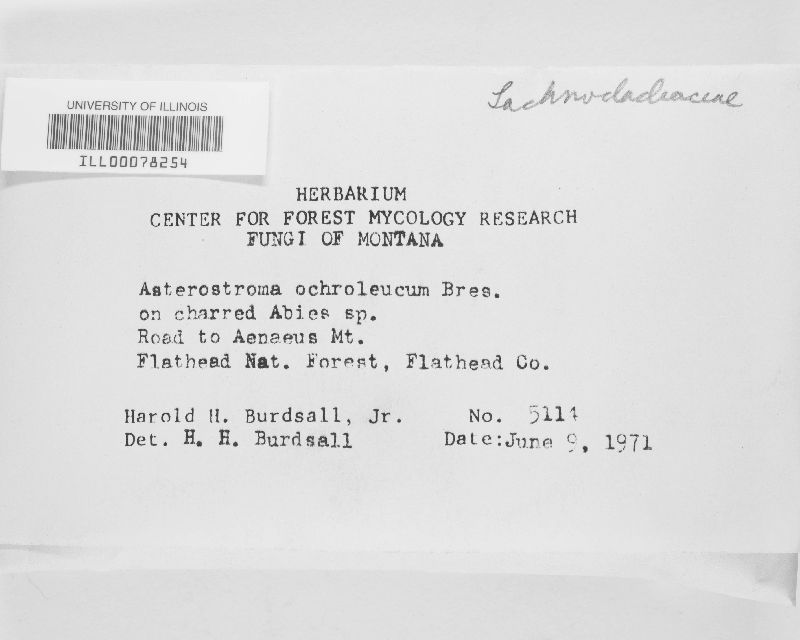 Lachnocladiaceae
UNIVERSITY OF ILLINOIS
ILL00078254
HERBARIUM
CENTER FOR FOREST MYCOLOGY RESEARCH
FUNGI OF MONTANA
Asterostroma ochroleucum Bres.
on charred Abies sp.
Road to Aenaeus Mt.
Flathead Nat. Forest, Flathead Co.
Harold H. Burdsall, Jr. No. 5114
Det. H. H. Burdsall Date:June 9, 1971